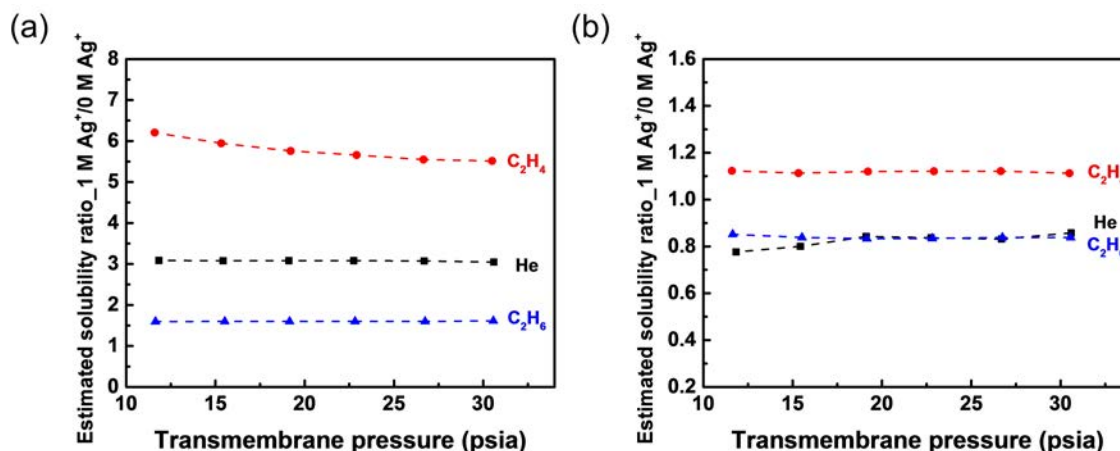 (a)
Estimated solubility ratio_1 M Ag⁺/0 M Ag⁺
8
7
6
5
4
3
2
1
0
C₂H₄
He
C₂H₆
10 15 20 25 30
Transmembrane pressure (psia)
(b)
Estimated solubility ratio_1 M Ag⁺/0 M Ag⁺
1.6
1.4
1.2
1.0
0.8
0.6
0.4
0.2
C₂H
He
C₂H
10 15 20 25 30
Transmembrane pressure (psia)